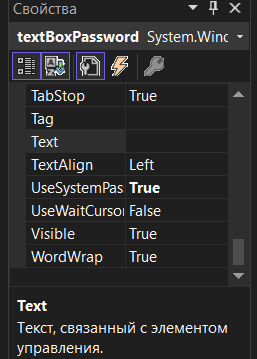 Свойства
textBoxPassword System.Wind
TabStop True
Tag
Text
TextAlign Left
UseSystemPas True
UseWaitCursor False
Visible True
WordWrap True
Text
Текст, связанный с элементом
управления.